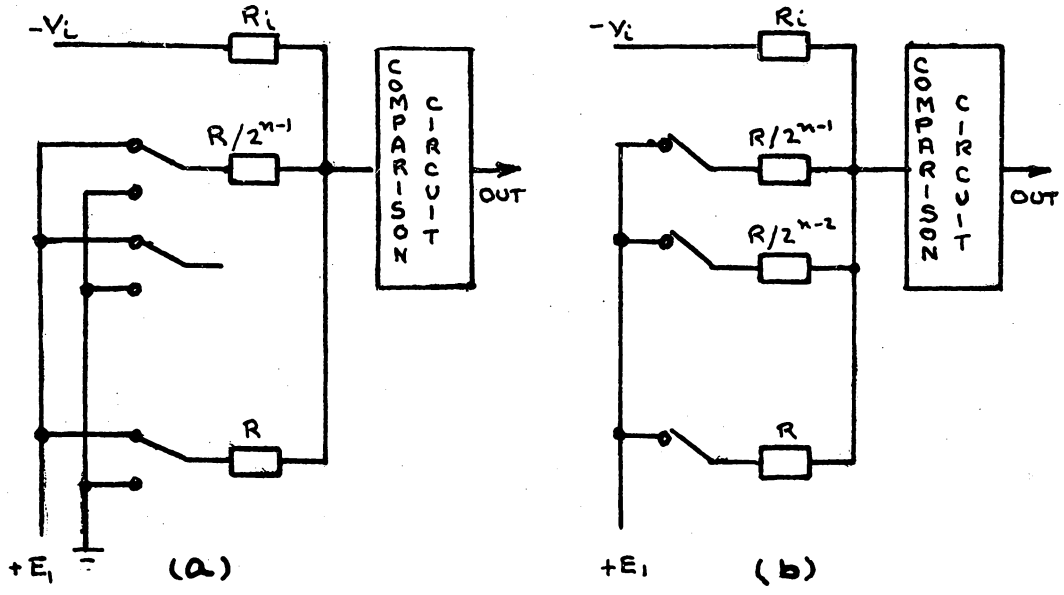 -Vi
Ri
R/2^{n-1}
R
COMPARISON
CIRCUIT
OUT
+E₁
(a)
-Vi
Ri
R/2^{n-1}
R/2^{n-2}
R
COMPARISON
CIRCUIT
OUT
+E₁
(b)